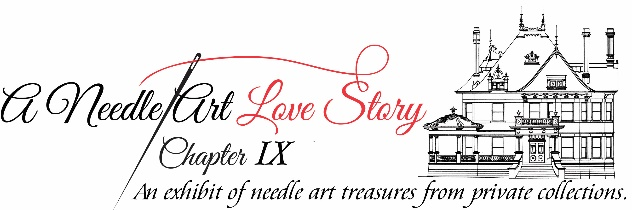 A Needle Art Love Story
Chapter IX
An exhibit of needle art treasures from private collections.